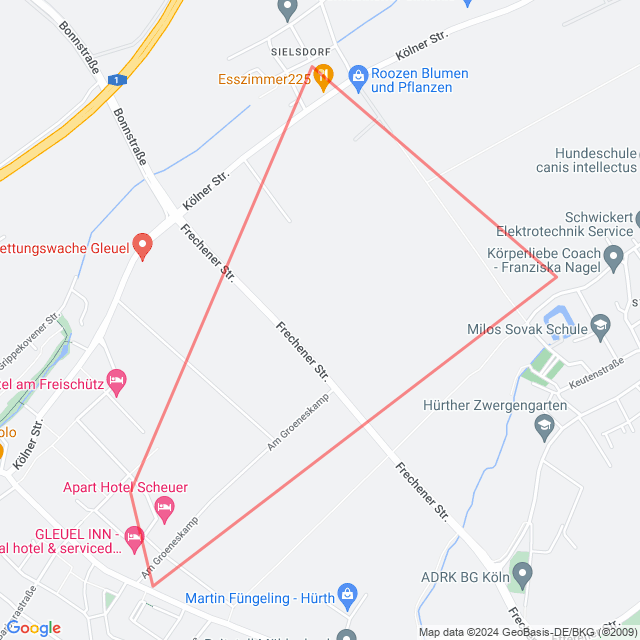 SIELSDORF
Kölner Str.
Bonnstraße
1
Esszimmer225
Roozen Blumen
und Pflanzen
Bonnstraße
Hundeschule
canis intellectus
Kölner Str.
Schwickert
Elektrotechnik Service
ettungswache Gleuel
Frechener Str.
Körperliebe Coach
- Franziska Nagel
S
Grippekovener Str.
Frechener Str.
Milos Sovak Schule
Keutenstraße
tel am Freischütz
Am Groeneskamp
Hürther Zwergengarten
olo
Kölner Str.
Frechener Str.
Apart Hotel Scheuer
GLEUEL INN -
al hotel & serviced...
Am Groeneskamp
ADRK BG Köln
Martin Füngeling - Hürth
Frechener Str.
Google
Map data ©2024 GeoBasis-DE/BKG (©2009)